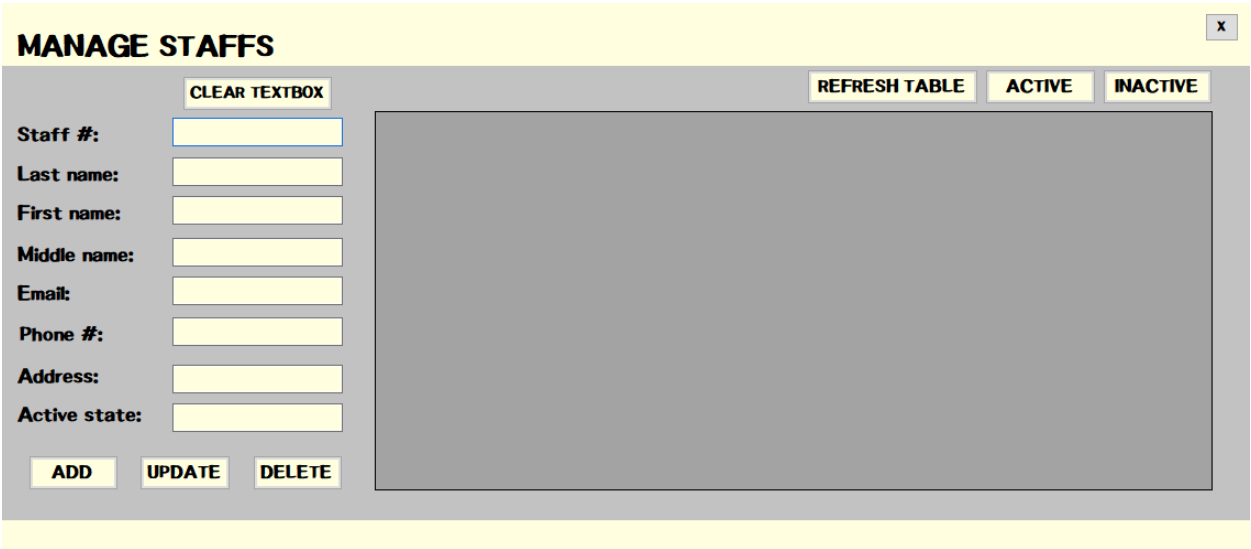 X
MANAGE STAFFS
CLEAR TEXTBOX
REFRESH TABLE ACTIVE INACTIVE
Staff #:
Last name:
First name:
Middle name:
Email:
Phone #:
Address:
Active state:
ADD UPDATE DELETE